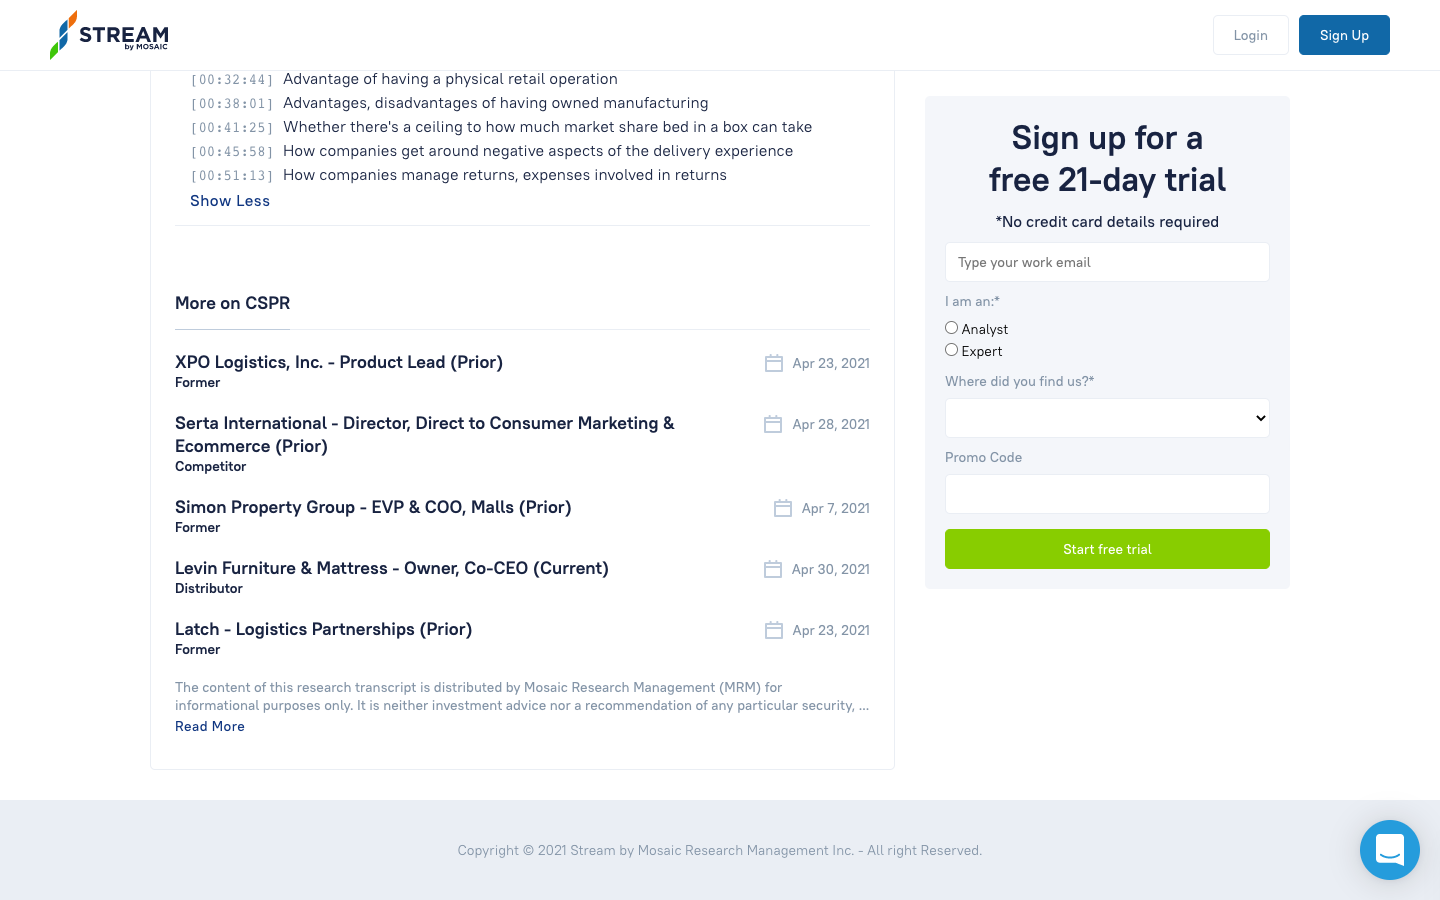 STREAM
by MOSAIC
Login
Sign Up
[00:32:44] Advantage of having a physical retail operation
[00:38:01] Advantages, disadvantages of having owned manufacturing
[00:41:25] Whether there's a ceiling to how much market share bed in a box can take
[00:45:58] How companies get around negative aspects of the delivery experience
[00:51:13] How companies manage returns, expenses involved in returns
Show Less
More on CSPR
XPO Logistics, Inc. - Product Lead (Prior)
Apr 23, 2021
Former
Serta International - Director, Direct to Consumer Marketing &
Ecommerce (Prior)
Apr 28, 2021
Competitor
Simon Property Group - EVP & COO, Malls (Prior)
Apr 7, 2021
Former
Levin Furniture & Mattress - Owner, Co-CEO (Current)
Apr 30, 2021
Distributor
Latch - Logistics Partnerships (Prior)
Apr 23, 2021
Former
The content of this research transcript is distributed by Mosaic Research Management (MRM) for
informational purposes only. It is neither investment advice nor a recommendation of any particular security, ...
Read More
Sign up for a
free 21-day trial
*No credit card details required
Type your work email
I am an:*
Analyst
Expert
Where did you find us?*
Promo Code
Start free trial
Copyright © 2021 Stream by Mosaic Research Management Inc. - All right Reserved.